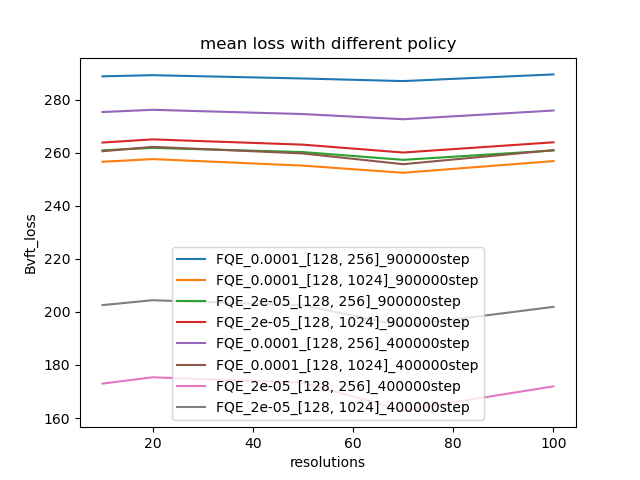 mean loss with different policy
Bvft_loss
280
260
240
220
200
180
160
FQE_0.0001_[128, 256]_900000step
FQE_0.0001_[128, 1024]_900000step
FQE_2e-05_[128, 256]_900000step
FQE_2e-05_[128, 1024]_900000step
FQE_0.0001_[128, 256]_400000step
FQE_0.0001_[128, 1024]_400000step
FQE_2e-05_[128, 256]_400000step
FQE_2e-05_[128, 1024]_400000step
20 40 60 80 100
resolutions